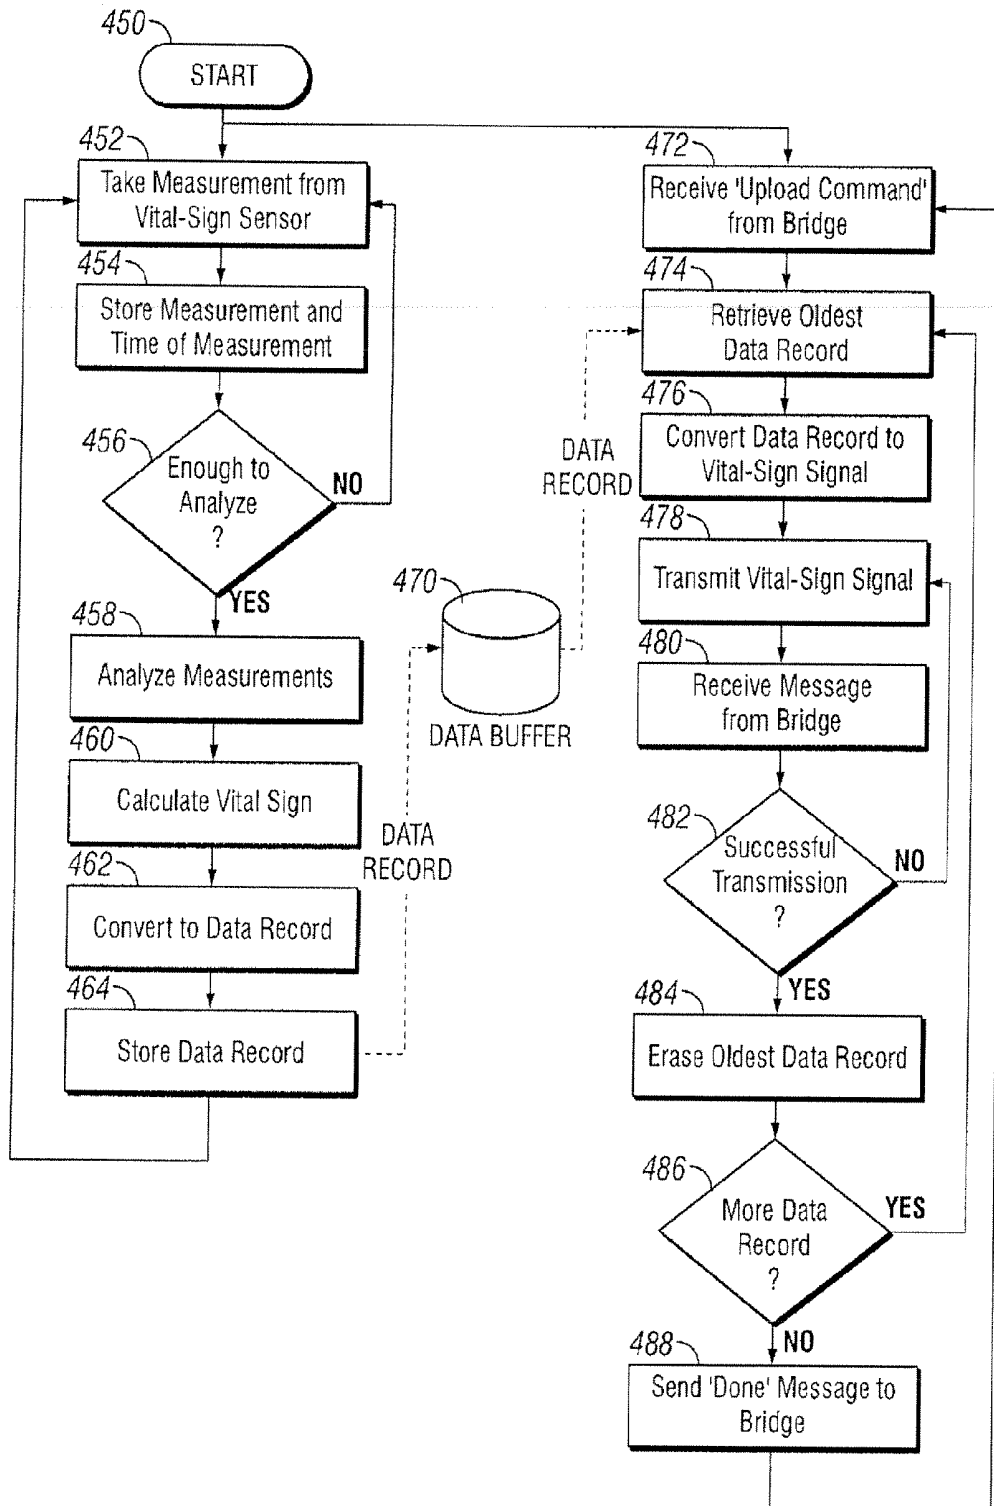 450
START
452
Take Measurement from
Vital-Sign Sensor
454
Store Measurement and
Time of Measurement
456
Enough to
Analyze
?
NO
YES
458
Analyze Measurements
460
Calculate Vital Sign
462
Convert to Data Record
464
Store Data Record
DATA
RECORD
470
DATA BUFFER
DATA
RECORD
472
Receive 'Upload Command'
from Bridge
474
Retrieve Oldest
Data Record
476
Convert Data Record to
Vital-Sign Signal
478
Transmit Vital-Sign Signal
480
Receive Message
from Bridge
482
Successful
Transmission
?
NO
YES
484
Erase Oldest Data Record
486
More Data
Record
?
YES
NO
488
Send 'Done' Message to
Bridge